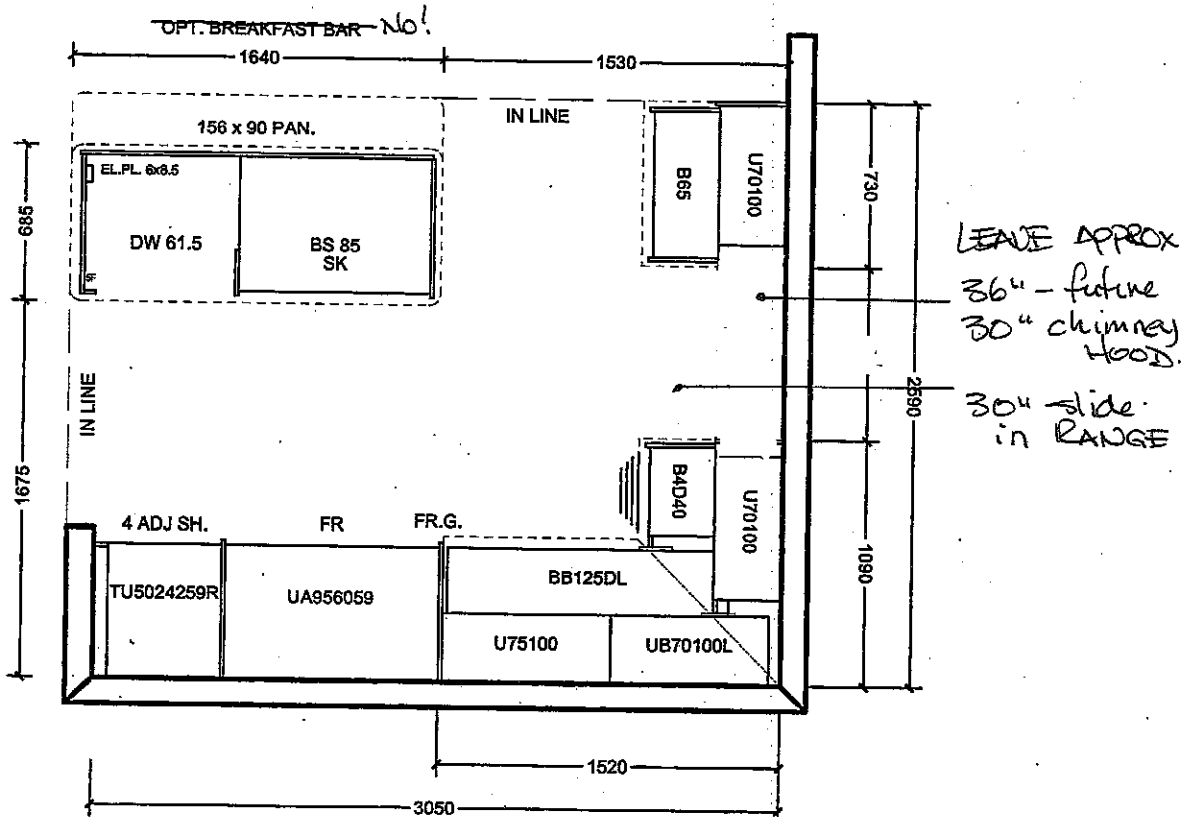 OPT. BREAKFAST BAR NO!
1640
1530
156 x 90 PAN.
IN LINE
EL.PL. 6x8.5
DW 61.5
BS 85
SK
B65
U70100
730
685
LEAVE APPROX
36" - future
30" chimney
HOOD.
2590
30" slide
in RANGE
IN LINE
1675
B4D40
U70100
1090
4 ADJ SH.
FR
FR.G.
TU5024259R
UA956059
BB125DL
U75100
UB70100L
1520
3050